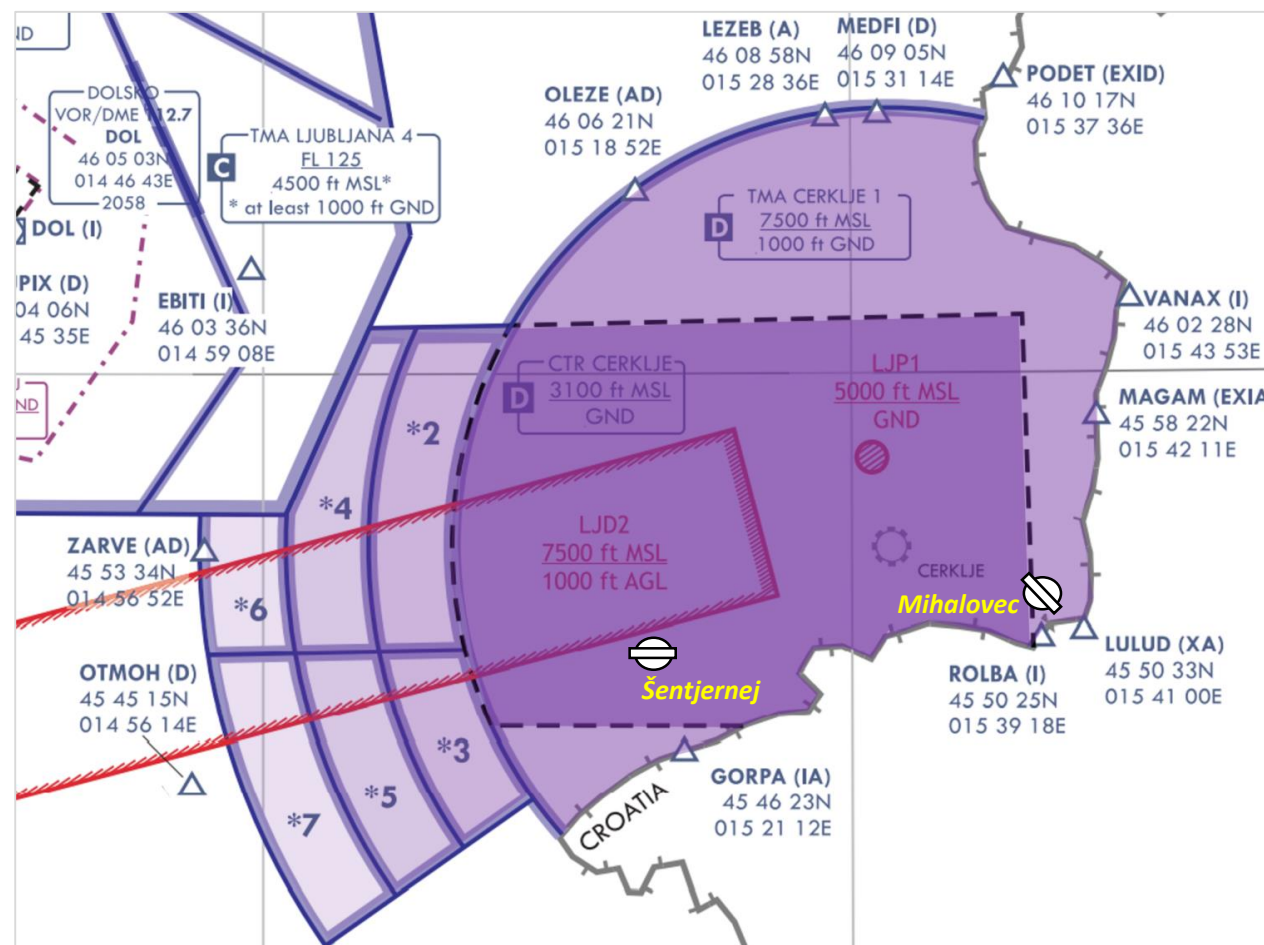 ND
DOLSKO
VOR/DME 112.7
DOL
46 05 03N
014 46 43E
2058
DOL (I)
C
TMA LJUBLJANA 4
FL 125
4500 ft MSL*
* at least 1000 ft GND
OLEZE (AD)
46 06 21N
015 18 52E
LEZEB (A)
46 08 58N
015 28 36E
MEDFI (D)
46 09 05N
015 31 14E
PODET (EXID)
46 10 17N
015 37 36E
D
TMA CERKLJE 1
7500 ft MSL
1000 ft GND
PIX (D)
04 06N
45 35E
EBITI (I)
46 03 36N
014 59 08E
VANAX (I)
46 02 28N
015 43 53E
ND
D
CTR CERKLJE
3100 ft MSL
GND
LJP1
5000 ft MSL
GND
MAGAM (EXIA
45 58 22N
015 42 11E
*2
*4
LJD2
7500 ft MSL
1000 ft AGL
ZARVE (AD)
45 53 34N
014 56 52E
*6
CERKLJE
Mihalovec
OTMOH (D)
45 45 15N
014 56 14E
Šentjernej
ROLBA (I)
45 50 25N
015 39 18E
LULUD (XA)
45 50 33N
015 41 00E
*3
*5
*7
GORPA (IA)
45 46 23N
015 21 12E
CROATIA